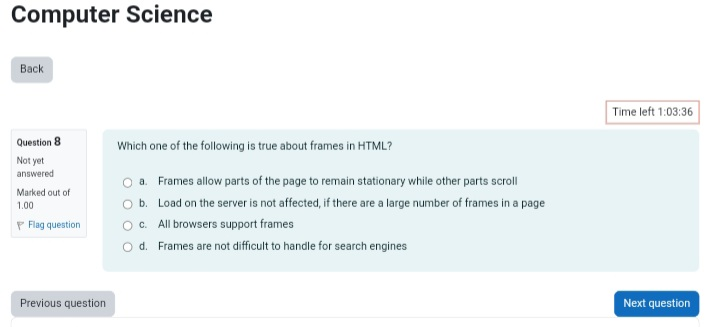 Computer Science
Back
Time left 1:03:36
Question 8
Not yet
answered
Marked out of
1.00
Flag question
Which one of the following is true about frames in HTML?
a. Frames allow parts of the page to remain stationary while other parts scroll
b. Load on the server is not affected, if there are a large number of frames in a page
c. All browsers support frames
d. Frames are not difficult to handle for search engines
Previous question
Next question